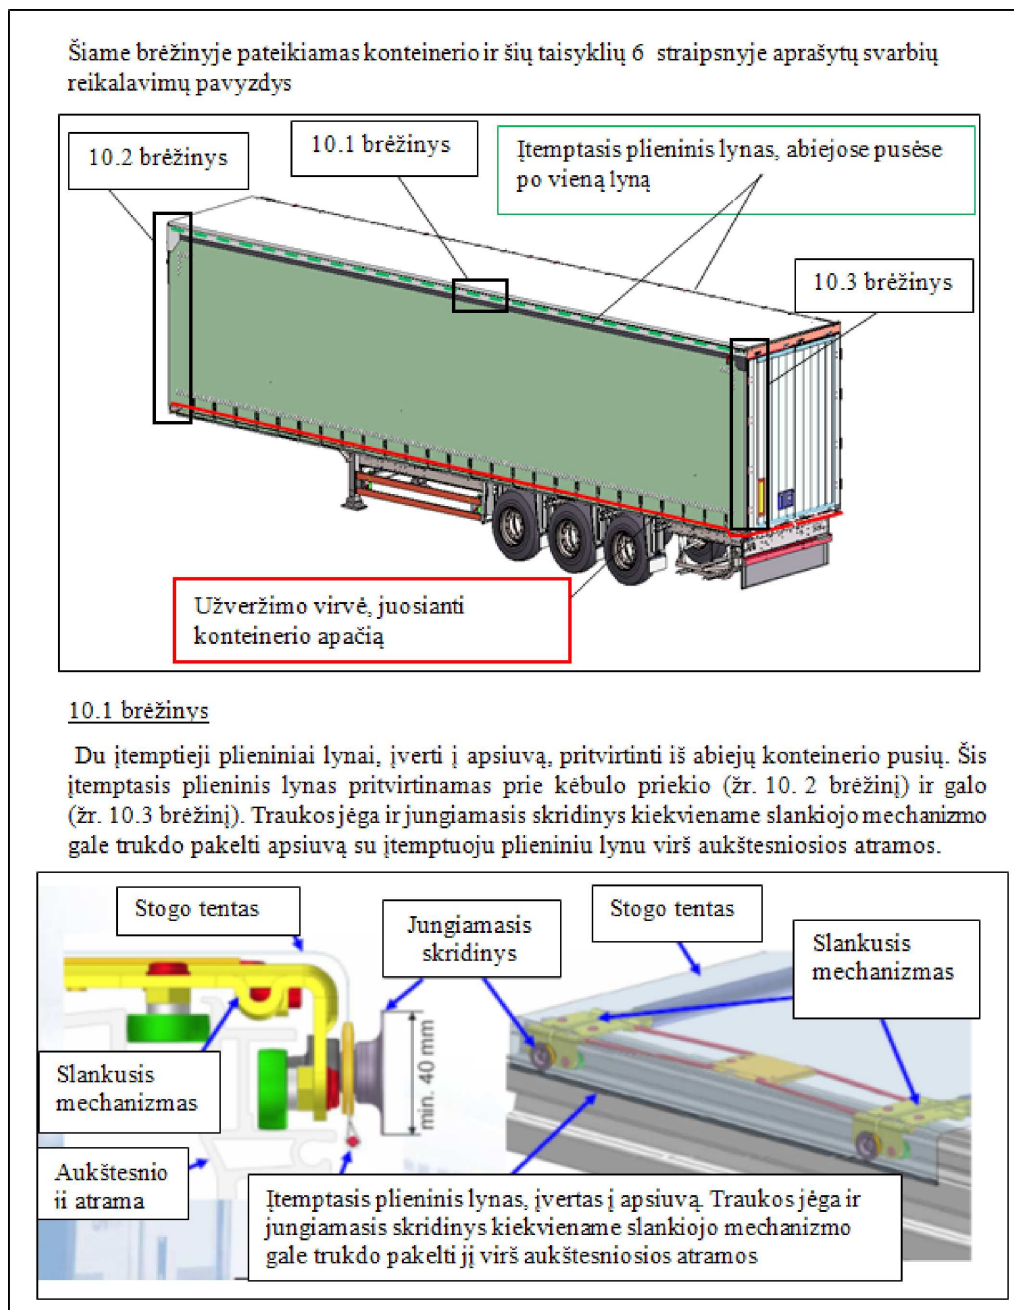 Šiame brėžinyje pateikiamas konteinerio ir šių taisyklių 6 straipsnyje aprašytų svarbių
reikalavimų pavyzdys
10.2 brėžinys
10.1 brėžinys
Įtemptasis plieninis lynas, abiejose pusėse
po vieną lyną
10.3 brėžinys
Užveržimo virvė, juosianti
konteinerio apačią
10.1 brėžinys
Du įtemptieji plieniniai lynai, įverti į apsiuvą, pritvirtinti iš abiejų konteinerio pusių. Šis
įtemptasis plieninis lynas pritvirtinamas prie kėbulo priekio (žr. 10. 2 brėžinį) ir galo
(žr. 10.3 brėžinį). Traukos jėga ir jungiamasis skridinys kiekviename slankiojo mechanizmo
gale trukdo pakelti apsiuvą su įtemptuoju plieniniu lynu virš aukštesniosios atramos.
Stogo tentas
Jungiamasis
skridinys
Stogo tentas
Slankusis
mechanizmas
min. 40 mm
Slankusis
mechanizmas
Aukštesnio
ji atrama
Įtemptasis plieninis lynas, įvertas į apsiuvą. Traukos jėga ir
jungiamasis skridinys kiekviename slankiojo mechanizmo
gale trukdo pakelti jį virš aukštesniosios atramos